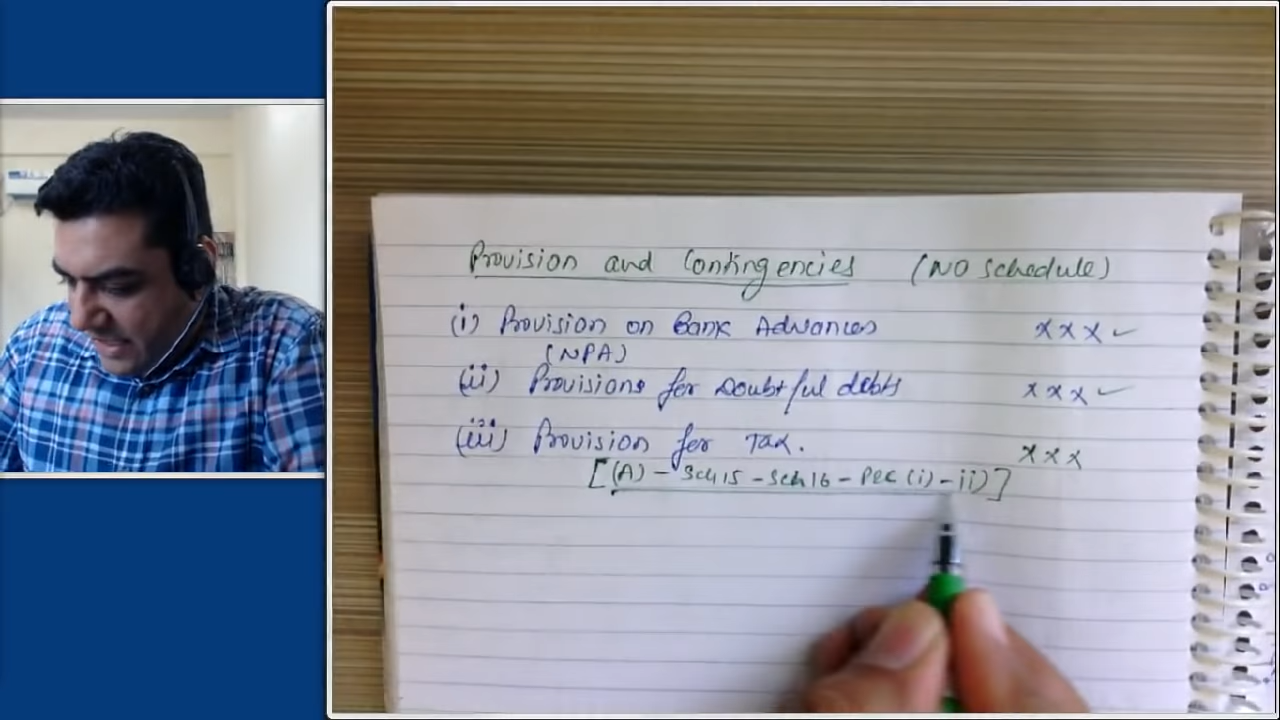 Provision and Contingencies (NO Schedule)
(i) Provision on Bank Advances xxx ✓
(NPA)
(ii) Provisions for Doubtful debts xxx ✓
(iii) Provision for Tax. xxx
[(A) - Sch 15 - Sch 16 - P&C (i) - ii)]